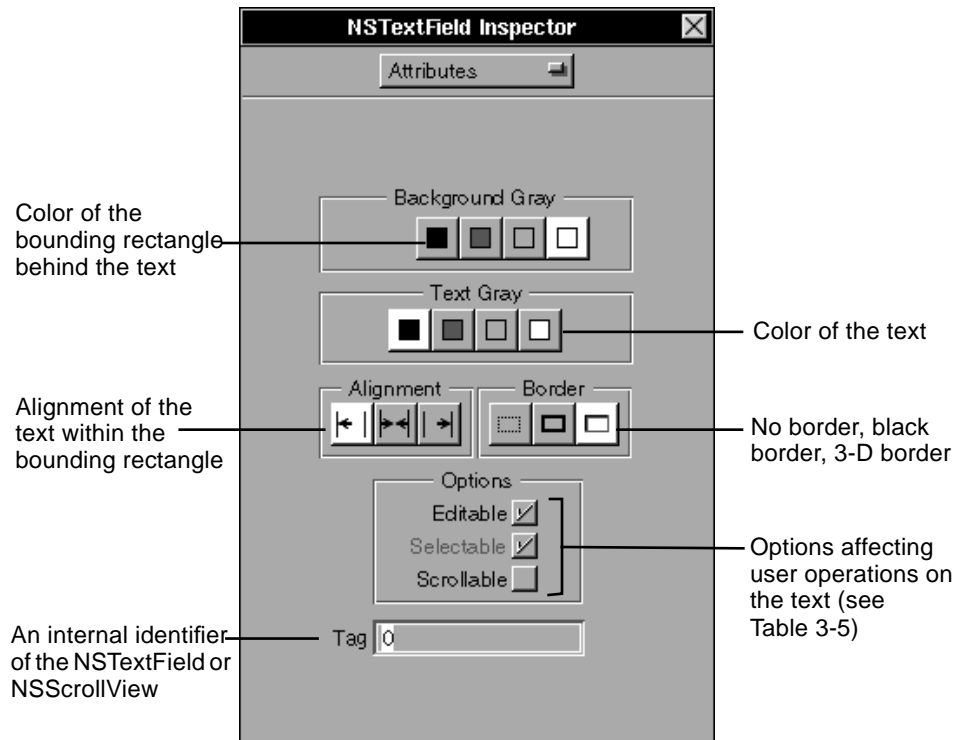 NSTextField Inspector
Attributes
Background Gray
Color of the
bounding rectangle
behind the text
Text Gray
Color of the text
Alignment
Border
Alignment of the
text within the
bounding rectangle
No border, black
border, 3-D border
Options
Editable
Selectable
Scrollable
Options affecting
user operations on
the text (see
Table 3-5)
An internal identifier
of the NSTextField or
NSScrollView
Tag 0